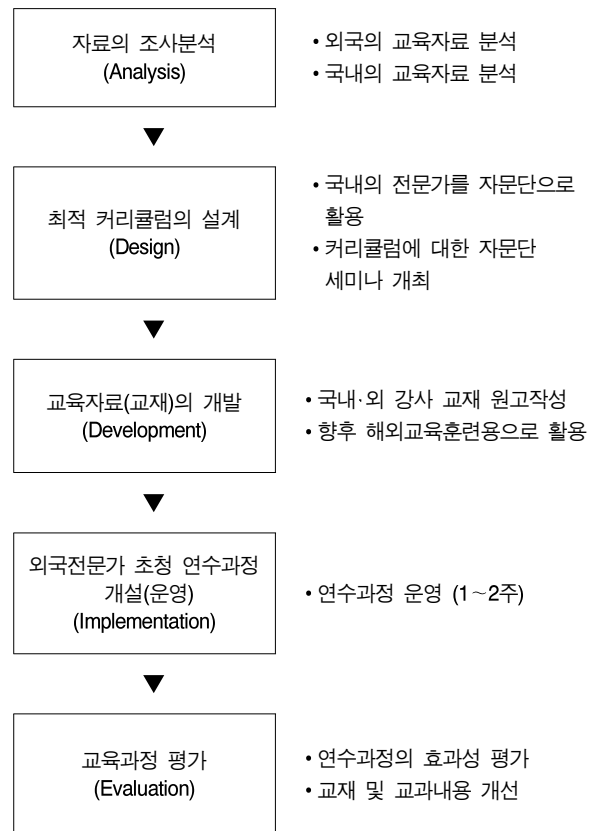 자료의 조사분석
(Analysis)
• 외국의 교육자료 분석
• 국내의 교육자료 분석
최적 커리큘럼의 설계
(Design)
• 국내의 전문가를 자문단으로
활용
• 커리큘럼에 대한 자문단
세미나 개최
교육자료(교재)의 개발
(Development)
• 국내·외 강사 교재 원고작성
• 향후 해외교육훈련용으로 활용
외국전문가 초청 연수과정
개설(운영)
(Implementation)
• 연수과정 운영 (1~2주)
교육과정 평가
(Evaluation)
• 연수과정의 효과성 평가
• 교재 및 교과내용 개선